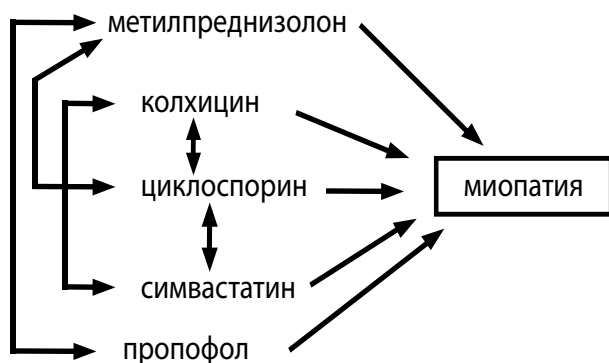 метилпреднизолон
колхицин
циклоспорин
миопатия
симвастатин
пропофол